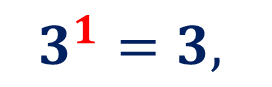 3¹ = 3,